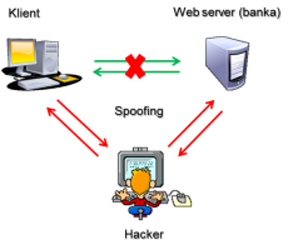 Klient
Web server (banka)
Spoofing
Hacker